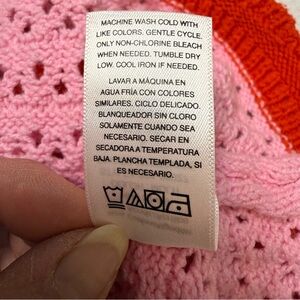 MACHINE WASH COLD WITH
LIKE COLORS. GENTLE CYCLE.
ONLY NON-CHLORINE BLEACH
WHEN NEEDED. TUMBLE DRY
LOW. COOL IRON IF NEEDED.
LAVAR A MÁQUINA EN
AGUA FRÍA CON COLORES
SIMILARES. CICLO DELICADO.
BLANQUEADOR SIN CLORO
SOLAMENTE CUANDO SEA
NECESARIO. SECAR EN
SECADORA A TEMPERATURA
BAJA. PLANCHA TEMPLADA, SI
ES NECESARIO.